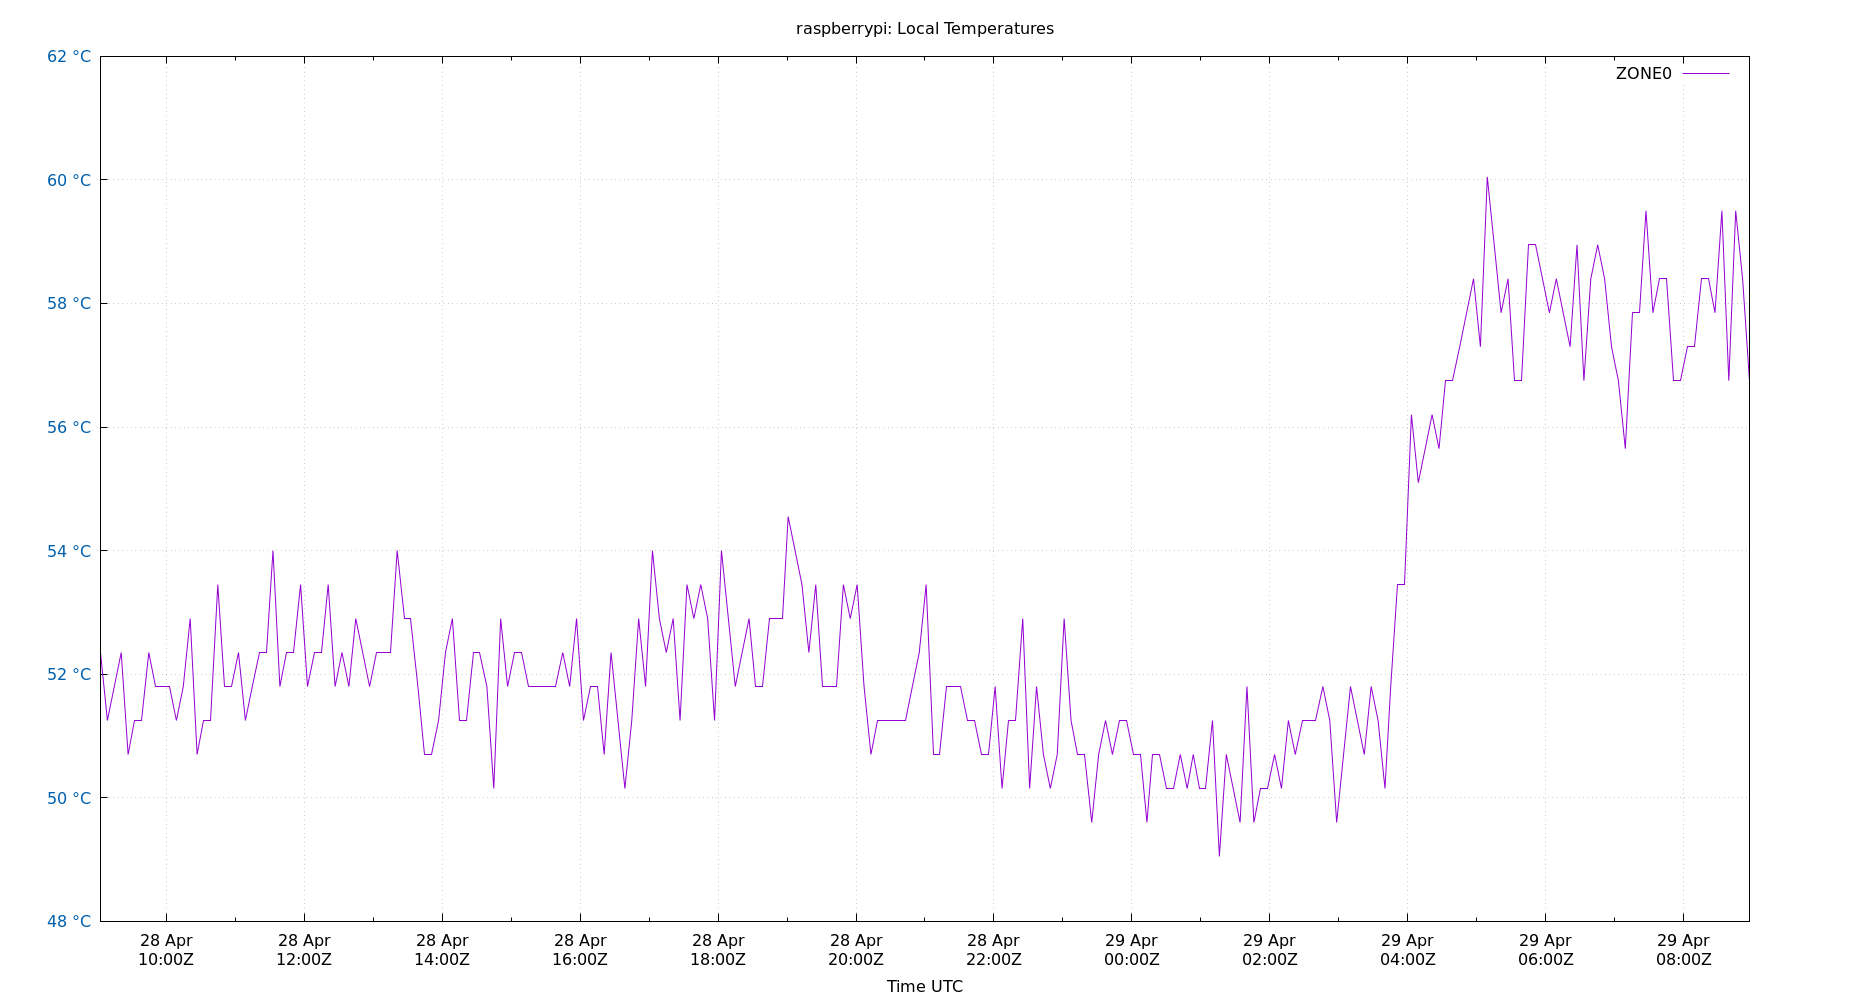 raspberrypi: Local Temperatures
62 °C
ZONE0
60 °C
58 °C
56 °C
54 °C
52 °C
50 °C
48 °C
28 Apr 28 Apr 28 Apr 28 Apr 28 Apr 28 Apr 28 Apr 29 Apr 29 Apr 29 Apr 29 Apr 29 Apr
10:00Z 12:00Z 14:00Z 16:00Z 18:00Z 20:00Z 22:00Z 00:00Z 02:00Z 04:00Z 06:00Z 08:00Z
Time UTC